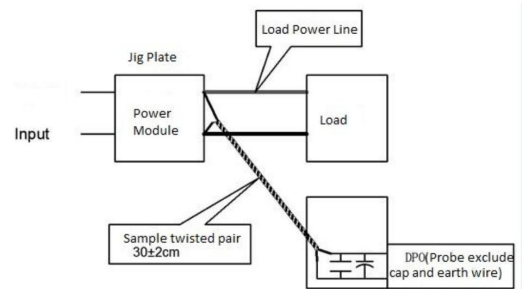 Load Power Line
Jig Plate
Power
Module
Load
Input
Sample twisted pair
30±2cm
DPO(Probe exclude
cap and earth wire)